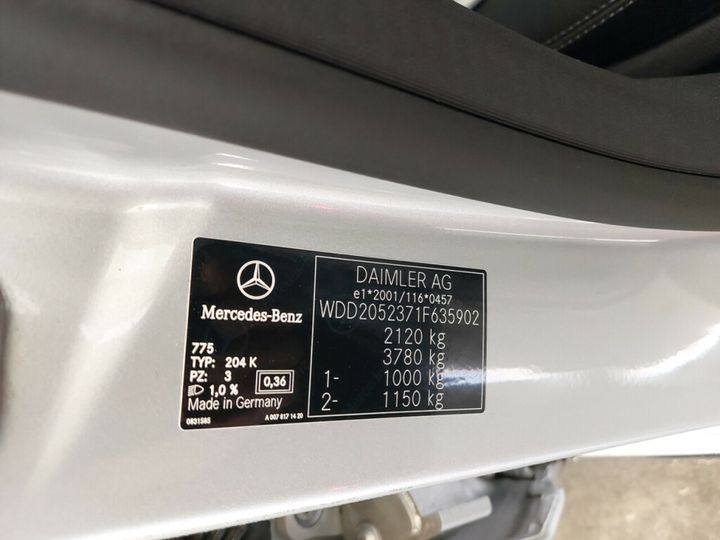 Mercedes-Benz
775
TYP: 204 K
PZ: 3 0,36
1,0 %
Made in Germany
0831585 A 007 817 14 20
DAIMLER AG
e1*2001/116*0457
WDD2052371F635902
2120 kg
3780 kg
1- 1000 kg
2- 1150 kg